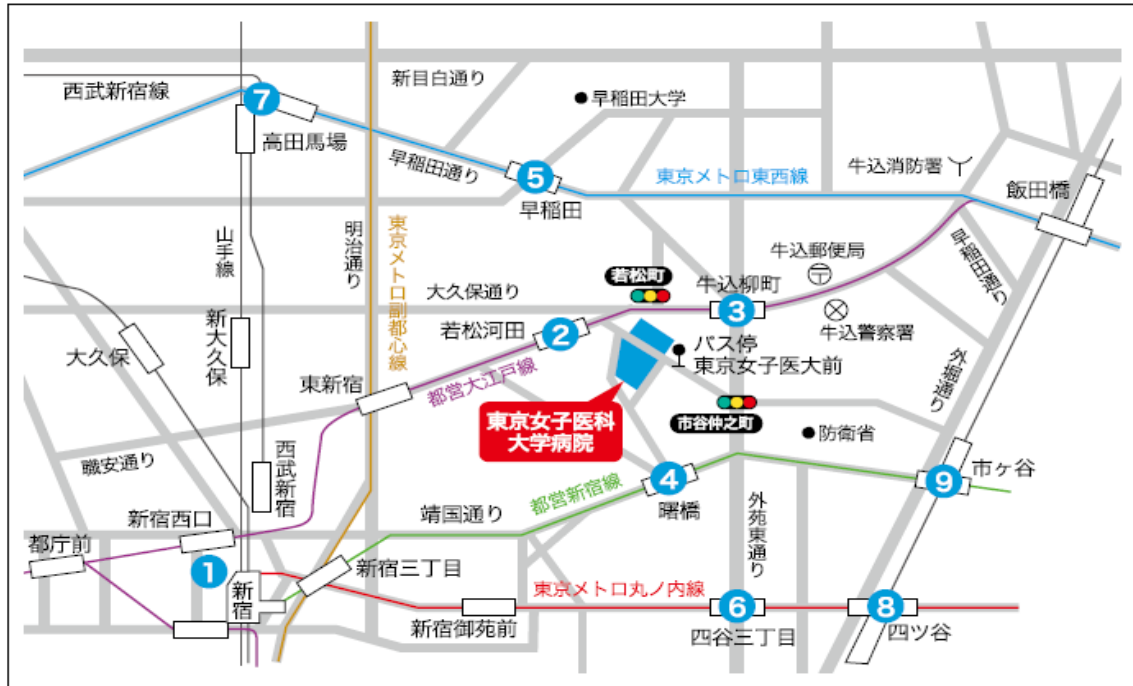 新目白通り
西武新宿線
7
高田馬場
早稲田大学
早稲田通り
5
早稲田
東京メトロ東西線
牛込消防署
飯田橋
山手線
明治通り
東京メトロ副都心線
早稲田通り
牛込郵便局
〒
若松町
牛込柳町
3
大久保通り
若松河田
2
牛込警察署
バス停
東京女子医大前
新大久保
大久保
東新宿
都営大江戸線
外堀通り
東京女子医科
大学病院
市谷仲之町
防衛省
職安通り
西武新宿
都営新宿線
4
曙橋
市ヶ谷
9
靖国通り
新宿西口
都庁前
外苑東通り
1
新宿
新宿三丁目
東京メトロ丸ノ内線
新宿御苑前
6
四谷三丁目
8
四ツ谷